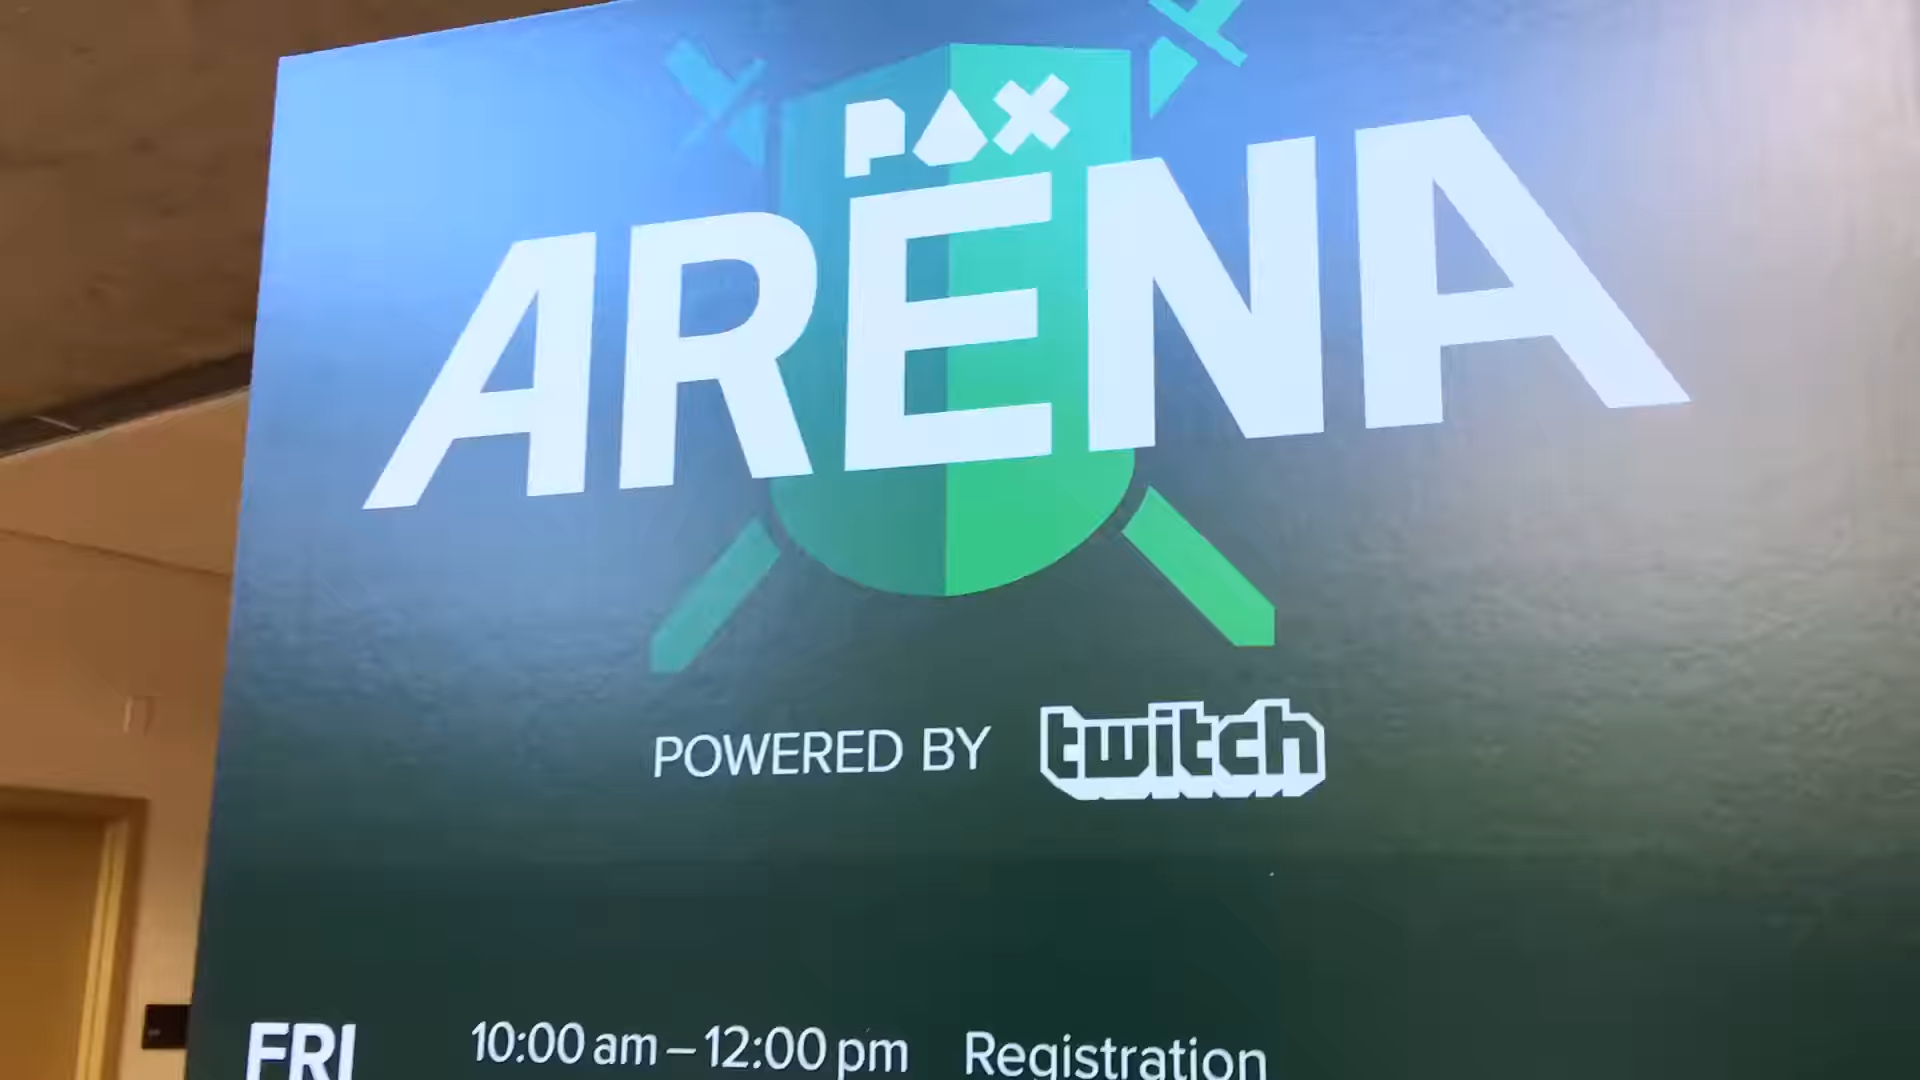 PAX
ARENA
POWERED BY twitch
FRI 10:00 am – 12:00 pm Registration